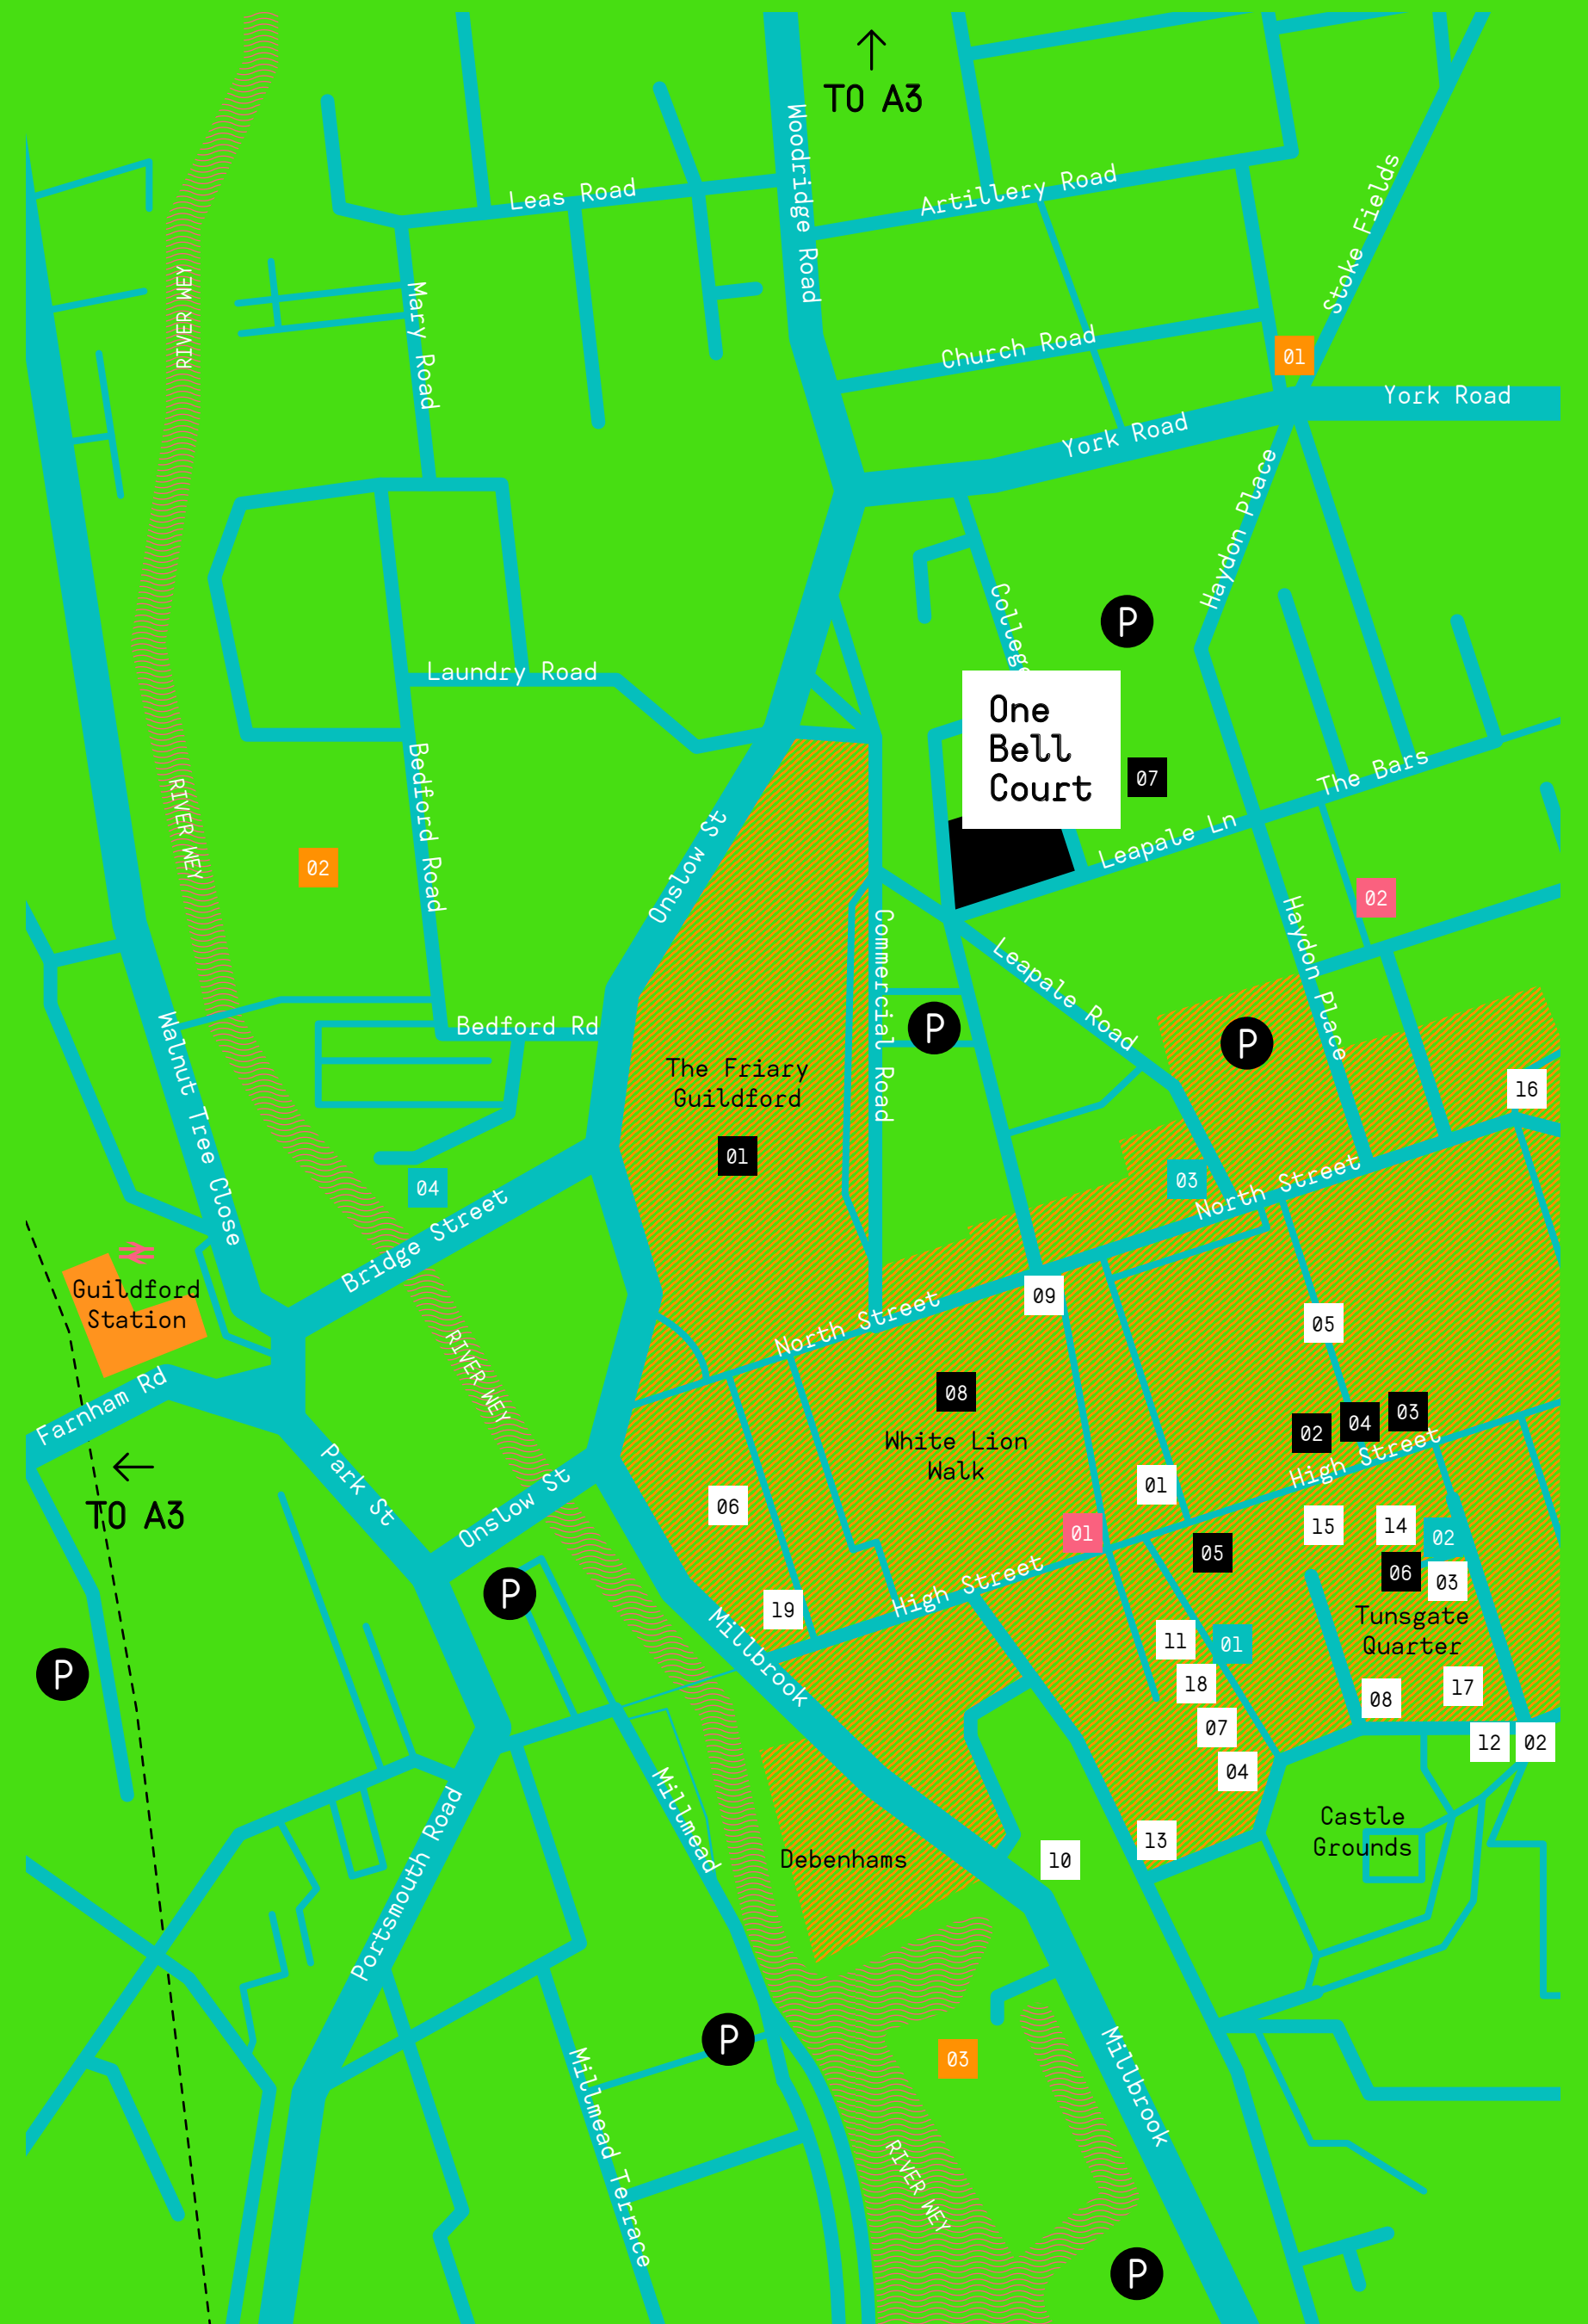 TO A3
Woodridge Road
Leas Road
Artillery Road
Stoke Fields
RIVER WEY
Mary Road
Church Road
01
York Road
York Road
Haydon Place
College
P
Laundry Road
One
Bell
Court
07
The Bars
Bedford Road
RIVER WEY
02
Onslow St
Leapale Ln
02
Commercial Road
Haydon Place
Leapale Road
P
P
Walnut Tree Close
Bedford Rd
The Friary
Guildford
01
16
04
03
North Street
Bridge Street
Guildford
Station
North Street
09
05
RIVER WEY
Farnham Rd
08
White Lion
Walk
02
04
03
High Street
TO A3
Park St
Onslow St
06
01
01
05
15
14
02
06
03
P
High Street
19
Tunsgate
Quarter
P
Millbrook
11
01
18
08
17
07
12
02
04
Millmead
Portsmouth Road
Debenhams
10
13
Castle
Grounds
P
03
Millbrook
Millmead Terrace
RIVER WEY
P